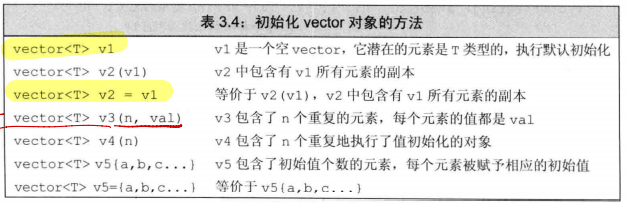 表 3.4：初始化 vector 对象的方法
vector<T> v1 v1 是一个空 vector，它潜在的元素是 T 类型的，执行默认初始化
vector<T> v2(v1) v2 中包含有 v1 所有元素的副本
vector<T> v2 = v1 等价于 v2(v1)，v2 中包含有 v1 所有元素的副本
vector<T> v3(n, val) v3 包含了 n 个重复的元素，每个元素的值都是 val
vector<T> v4(n) v4 包含了 n 个重复地执行了值初始化的对象
vector<T> v5{a,b,c...} v5 包含了初始值个数的元素，每个元素被赋予相应的初始值
vector<T> v5={a,b,c...} 等价于 v5{a,b,c...}